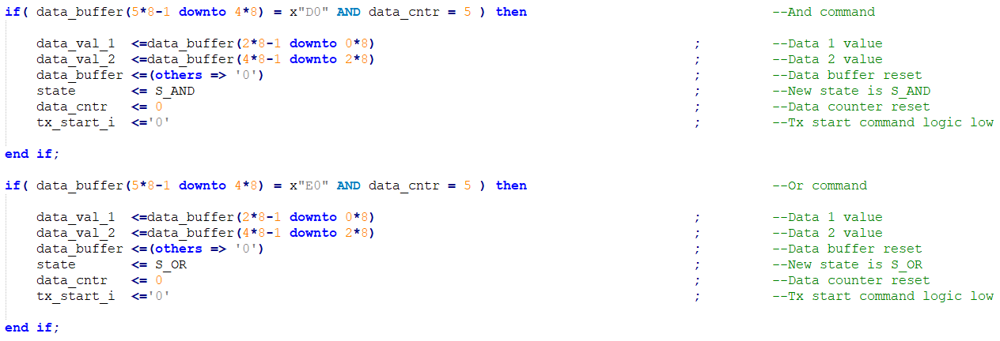 if( data_buffer(5*8-1 downto 4*8) = x"D0" AND data_cntr = 5 ) then --And command
data_val_1 <=data_buffer(2*8-1 downto 0*8) ; --Data 1 value
data_val_2 <=data_buffer(4*8-1 downto 2*8) ; --Data 2 value
data_buffer <=(others => '0') ; --Data buffer reset
state <= S_AND ; --New state is S_AND
data_cntr <= 0 ; --Data counter reset
tx_start_i <='0' ; --Tx start command logic low
end if;
if( data_buffer(5*8-1 downto 4*8) = x"E0" AND data_cntr = 5 ) then --Or command
data_val_1 <=data_buffer(2*8-1 downto 0*8) ; --Data 1 value
data_val_2 <=data_buffer(4*8-1 downto 2*8) ; --Data 2 value
data_buffer <=(others => '0') ; --Data buffer reset
state <= S_OR ; --New state is S_OR
data_cntr <= 0 ; --Data counter reset
tx_start_i <='0' ; --Tx start command logic low
end if;